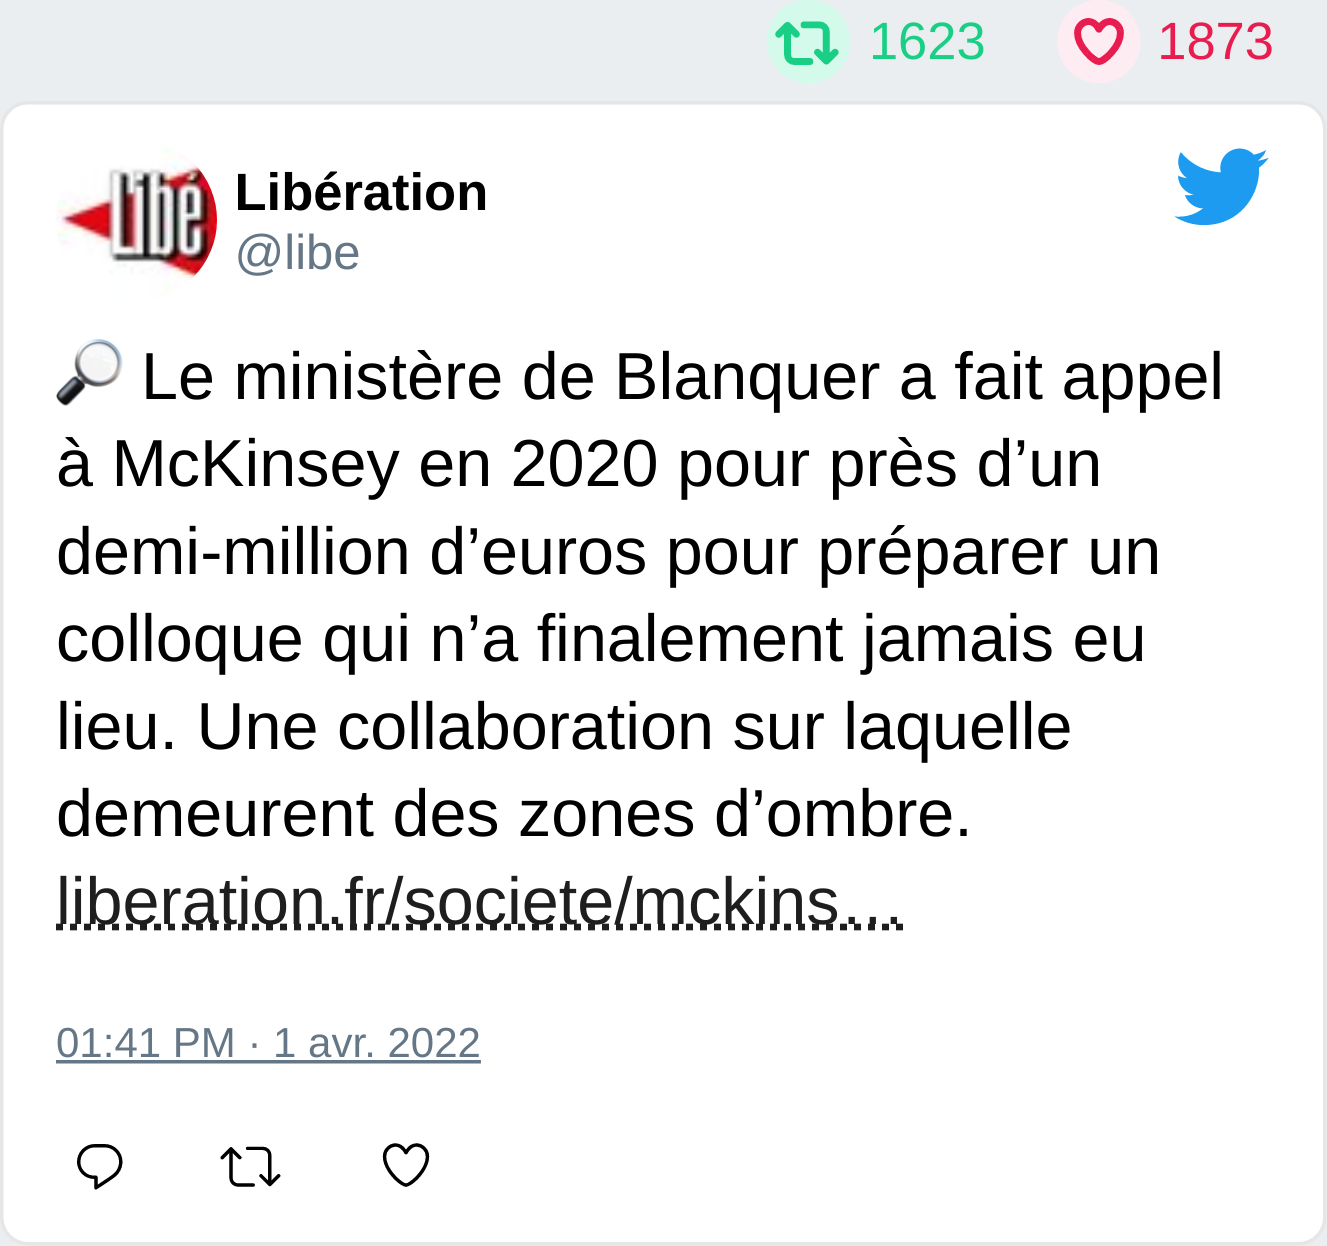 1623 1873
Libé
Libération
@libe
🔎 Le ministère de Blanquer a fait appel
à McKinsey en 2020 pour près d’un
demi-million d’euros pour préparer un
colloque qui n’a finalement jamais eu
lieu. Une collaboration sur laquelle
demeurent des zones d’ombre.
liberation.fr/societe/mckins...
01:41 PM · 1 avr. 2022